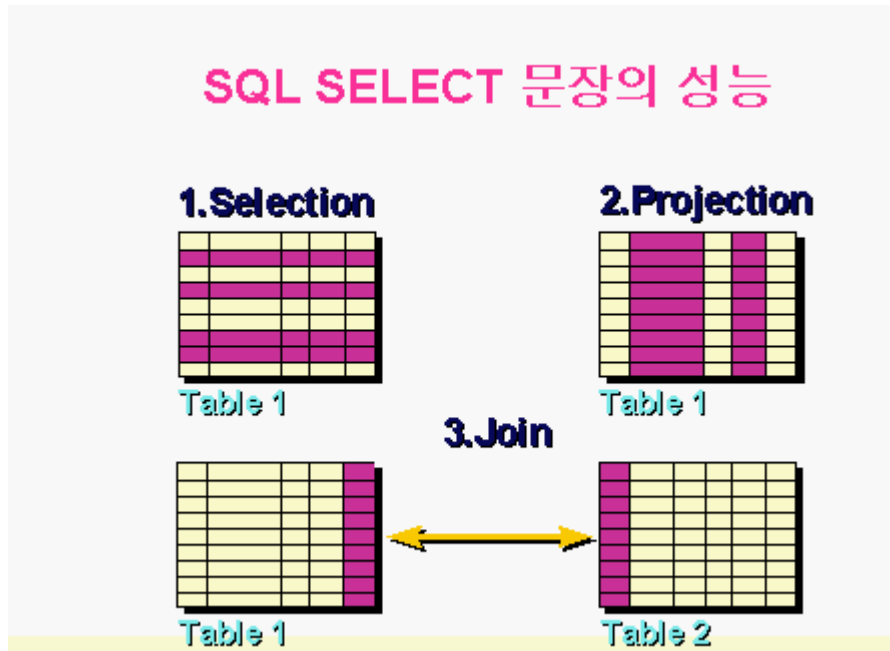 SQL SELECT 문장의 성능
1.Selection
2.Projection
Table 1
Table 1
3.Join
Table 1
Table 2